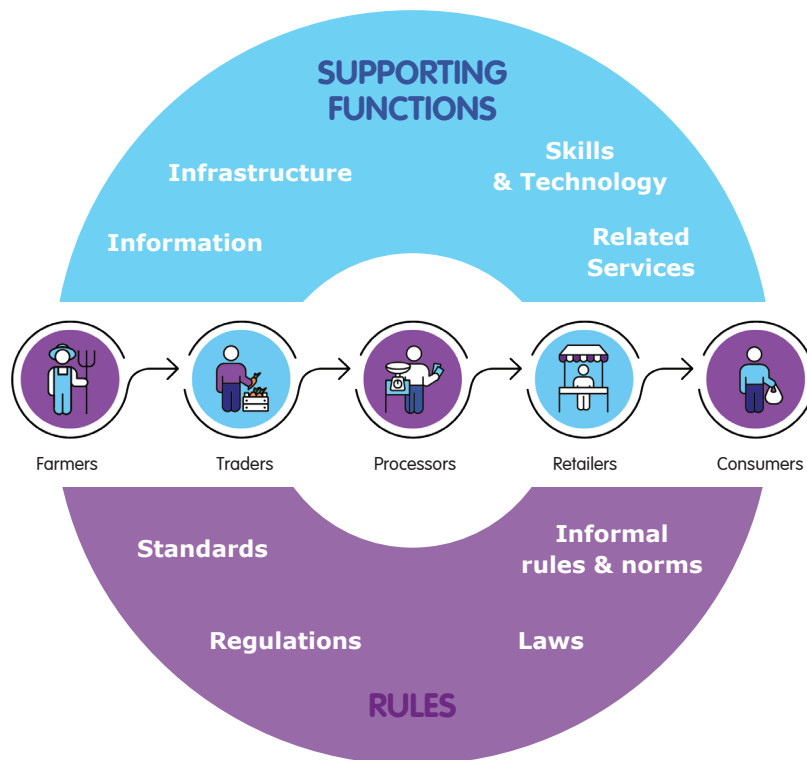 SUPPORTING
FUNCTIONS
Infrastructure
Skills
& Technology
Information
Related
Services
Farmers
Traders
Processors
Retailers
Consumers
Standards
Informal
rules & norms
Regulations
Laws
RULES